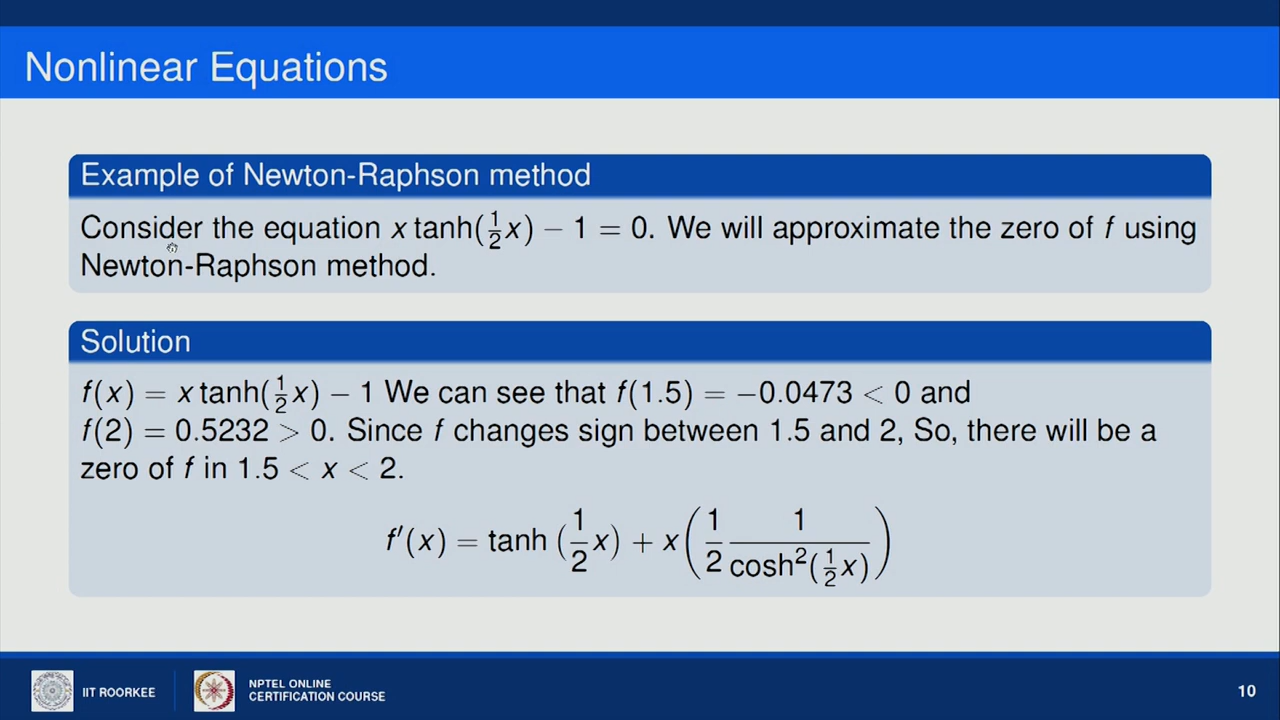 Nonlinear Equations
Example of Newton-Raphson method
Consider the equation x tanh(½x) − 1 = 0. We will approximate the zero of f using
Newton-Raphson method.
Solution
f(x) = x tanh(½x) − 1 We can see that f(1.5) = −0.0473 < 0 and
f(2) = 0.5232 > 0. Since f changes sign between 1.5 and 2, So, there will be a
zero of f in 1.5 < x < 2.
f′(x) = tanh (1/2 x) + x(1/2 1/cosh²(½x))
IIT ROORKEE
NPTEL ONLINE
CERTIFICATION COURSE
10